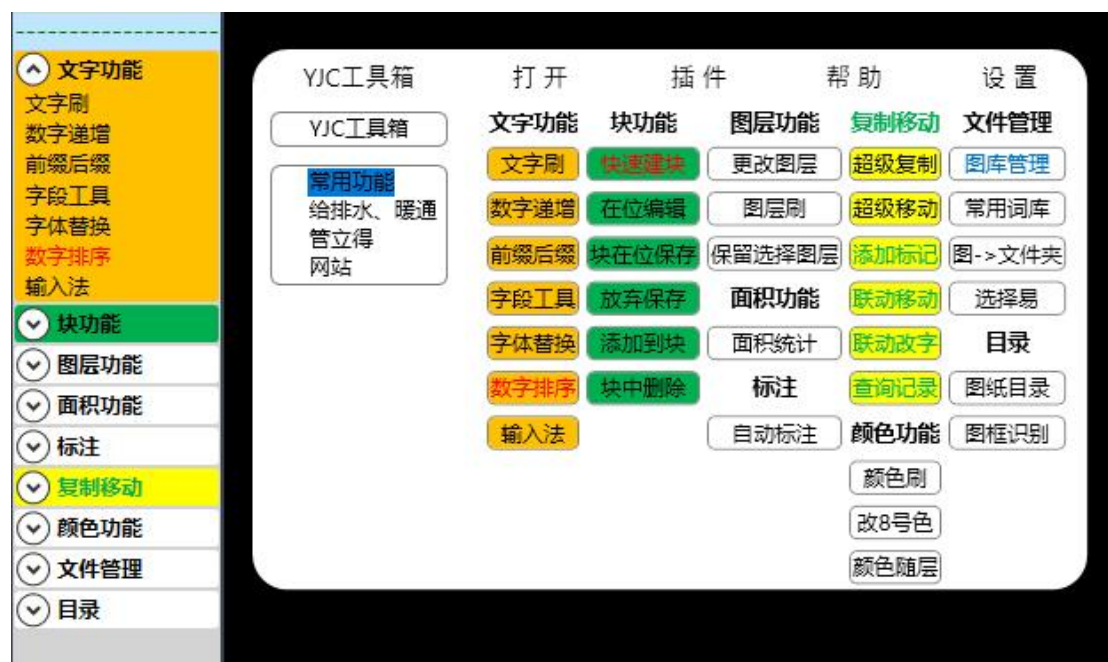 文字功能
文字刷
数字递增
前缀后缀
字段工具
字体替换
数字排序
输入法
块功能
图层功能
面积功能
标注
复制移动
颜色功能
文件管理
目录
YJC工具箱 打开 插件 帮助 设置
YJC工具箱
常用功能
给排水、暖通
管立得
网站
文字功能 块功能 图层功能 复制移动 文件管理
文字刷 快速建块 更改图层 超级复制 图库管理
数字递增 在位编辑 图层刷 超级移动 常用词库
前缀后缀 块在位保存 保留选择图层 添加标记 图->文件夹
字段工具 放弃保存 面积功能 联动移动 选择易
字体替换 添加到块 面积统计 联动改字 目录
数字排序 块中删除 标注 查询记录 图纸目录
输入法 自动标注 颜色功能 图框识别
颜色刷
改8号色
颜色随层